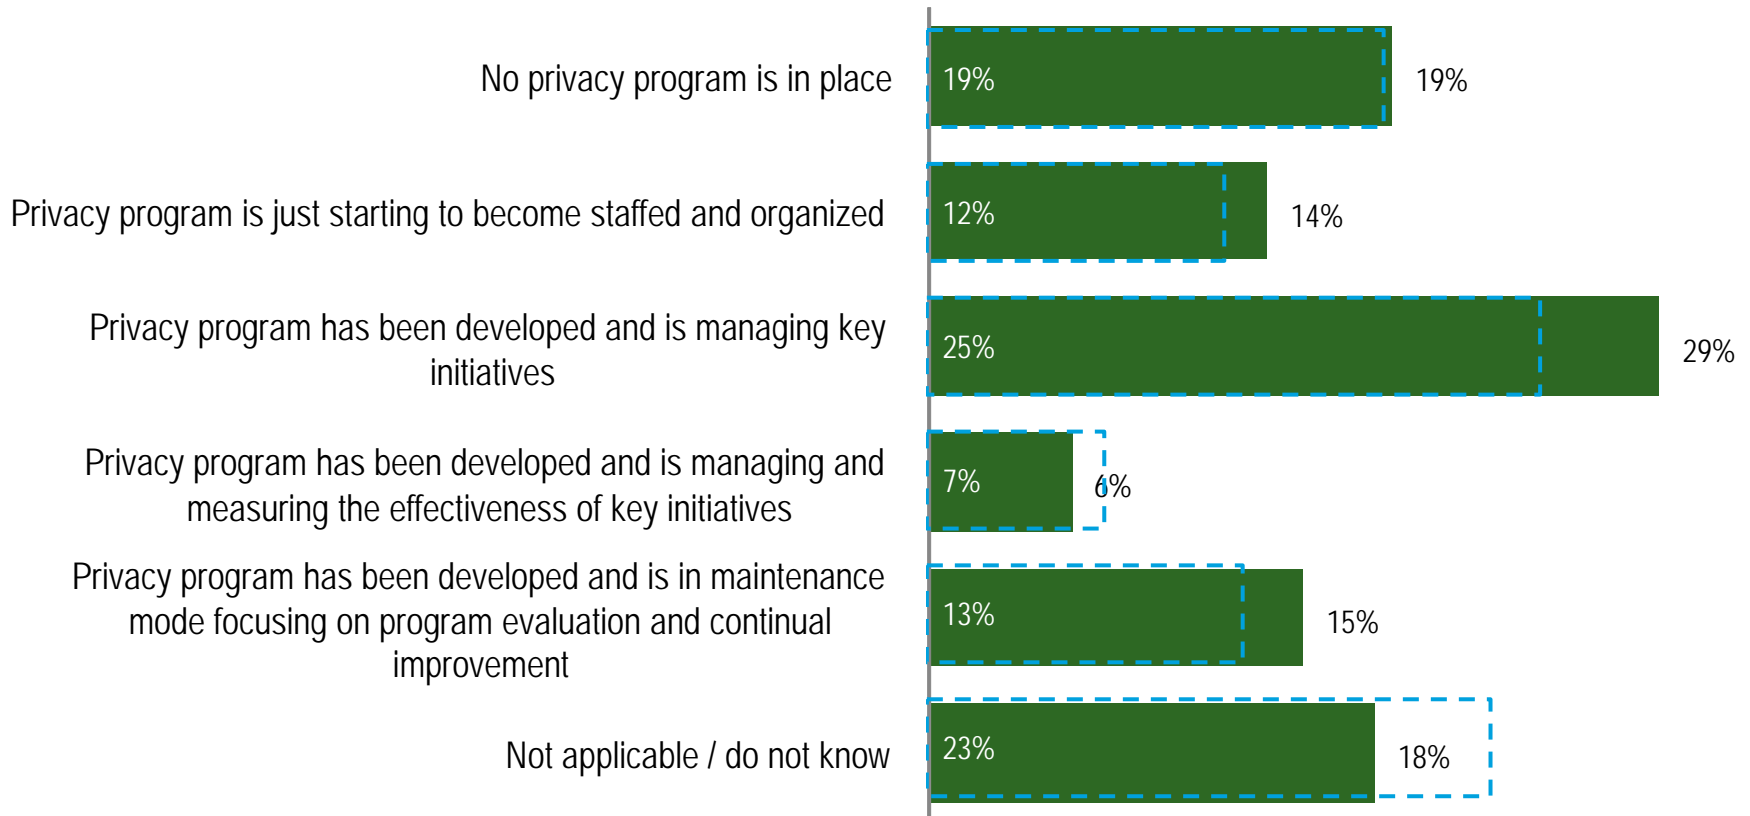 No privacy program is in place
19%
19%
Privacy program is just starting to become staffed and organized
12%
14%
Privacy program has been developed and is managing key
initiatives
25%
29%
Privacy program has been developed and is managing and
measuring the effectiveness of key initiatives
7%
6%
Privacy program has been developed and is in maintenance
mode focusing on program evaluation and continual
improvement
13%
15%
Not applicable / do not know
23%
18%